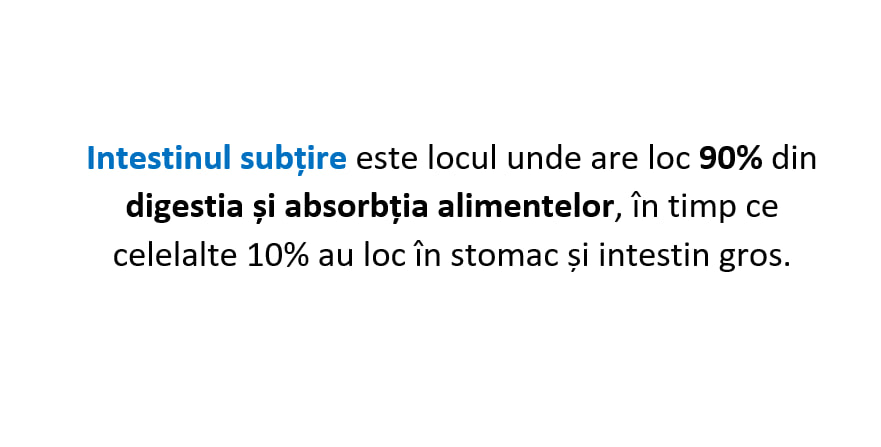 Intestinul subțire este locul unde are loc 90% din
digestia și absorbția alimentelor, în timp ce
celelalte 10% au loc în stomac și intestin gros.